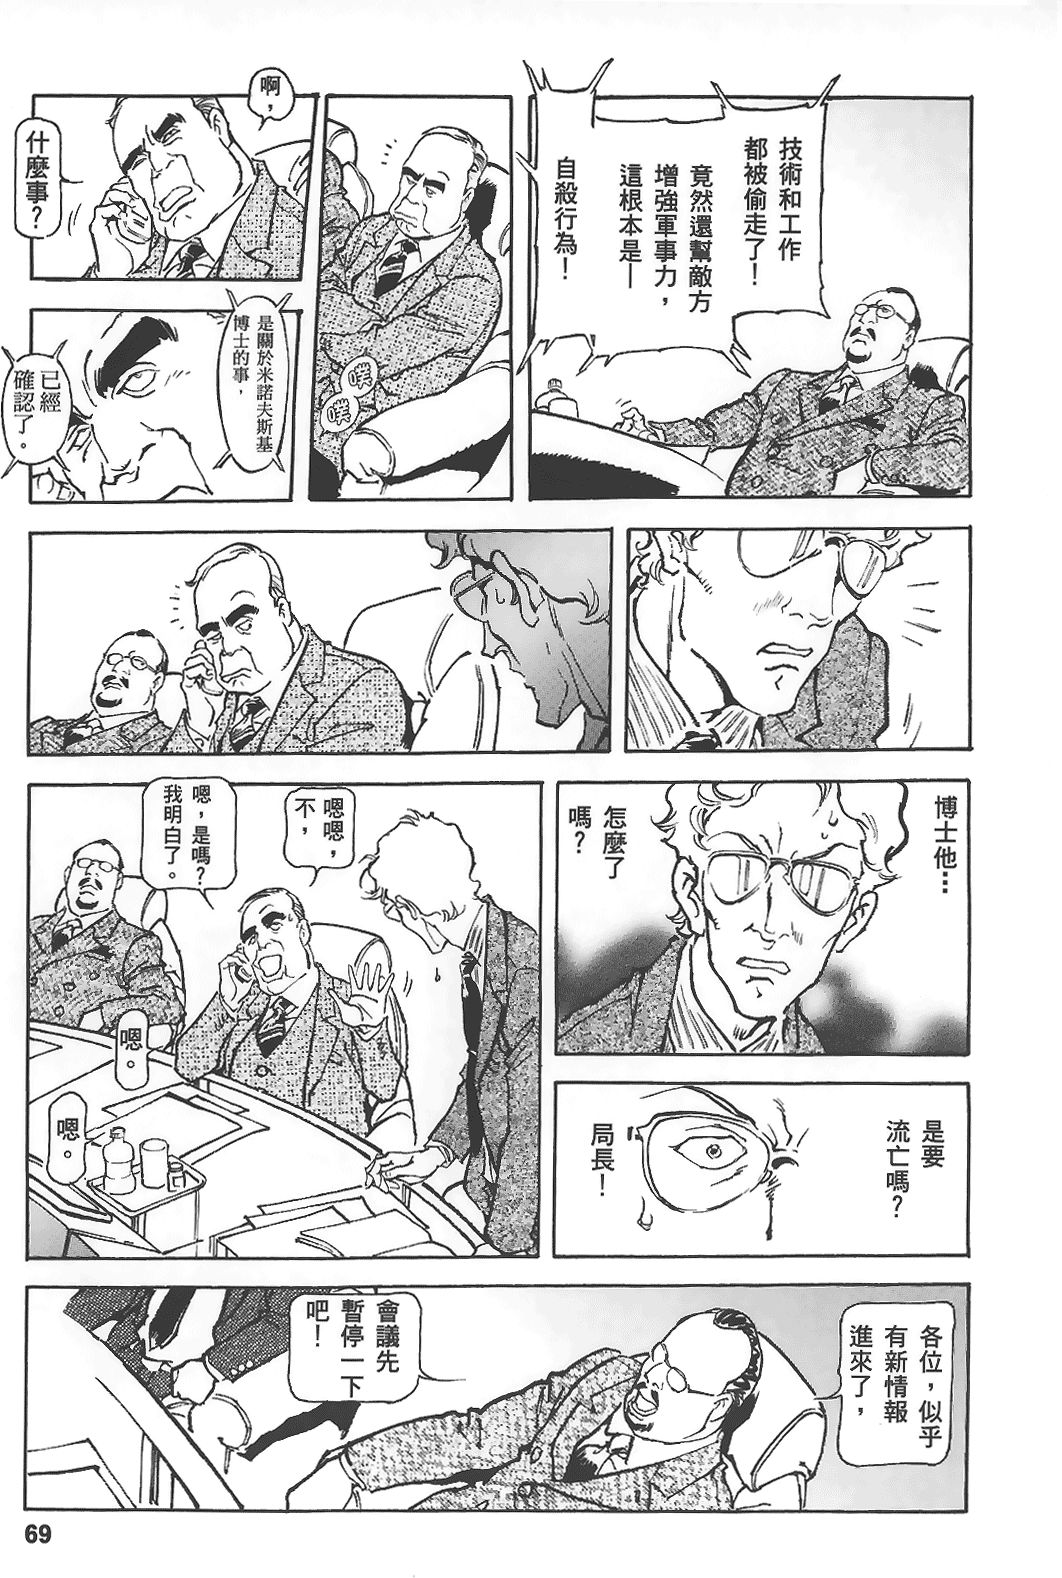 技術和工作
都被偷走了！
竟然還幫敵方
增強軍事力，
這根本是—
自殺行為！
噗
噗
啊，
什麼事？
是關於米諾夫斯基
博士的事，
已經
確認了。
博士他…
怎麼了
嗎？
是要
流亡嗎？
局長！
嗯嗯，
不，
嗯，是嗎？
我明白了。
嗯。
嗯。
各位，似乎
有新情報
進來了，
會議先
暫停一下
吧！
69